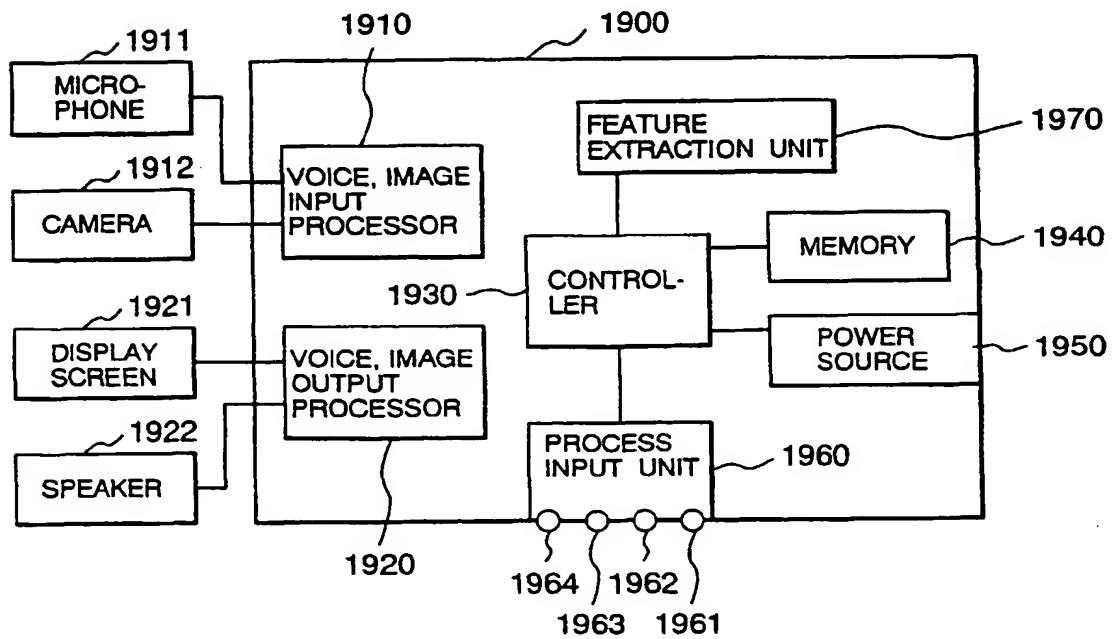 1911
MICRO-
PHONE
1912
CAMERA
1921
DISPLAY
SCREEN
1922
SPEAKER
1910
VOICE, IMAGE
INPUT
PROCESSOR
VOICE, IMAGE
OUTPUT
PROCESSOR
1920
1900
FEATURE
EXTRACTION UNIT
1970
1930
CONTROL-
LER
MEMORY
1940
POWER
SOURCE
1950
PROCESS
INPUT UNIT
1960
1964
1963
1962
1961